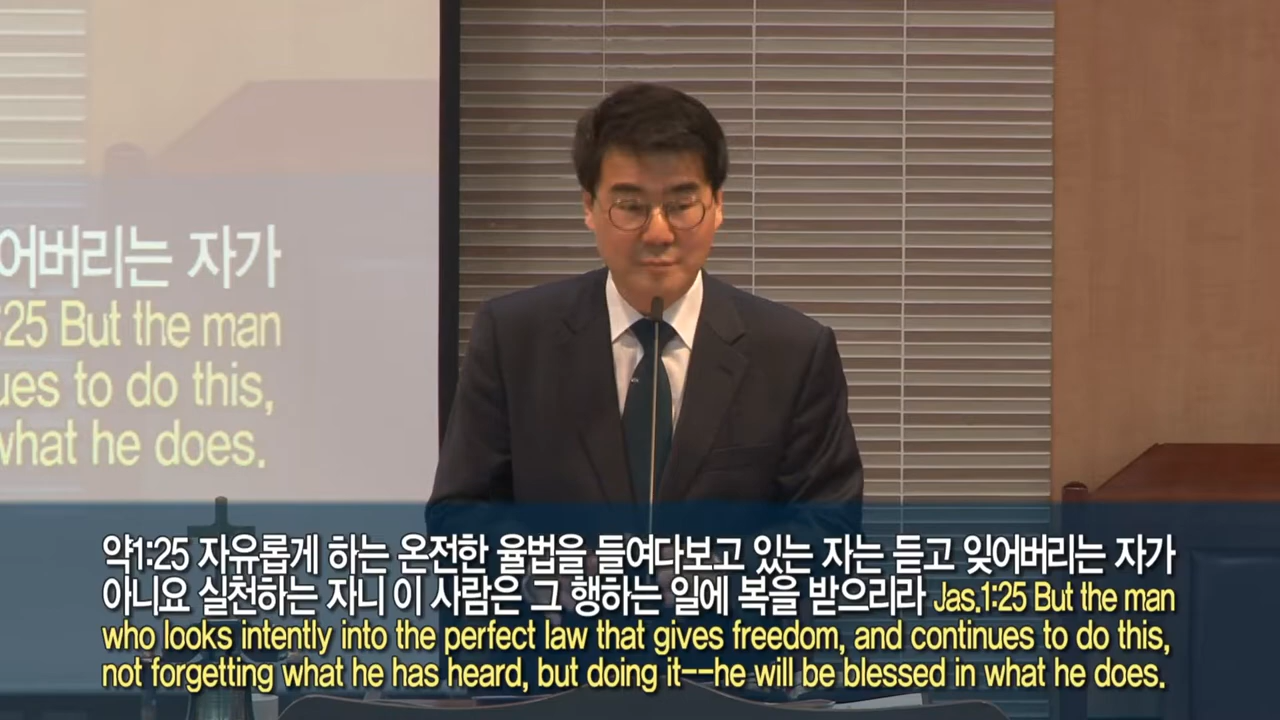 어버리는 자가
:25 But the man
ues to do this,
what he does.
약1:25 자유롭게 하는 온전한 율법을 들여다보고 있는 자는 듣고 잊어버리는 자가
아니요 실천하는 자니 이 사람은 그 행하는 일에 복을 받으리라 Jas.1:25 But the man
who looks intently into the perfect law that gives freedom, and continues to do this,
not forgetting what he has heard, but doing it--he will be blessed in what he does.